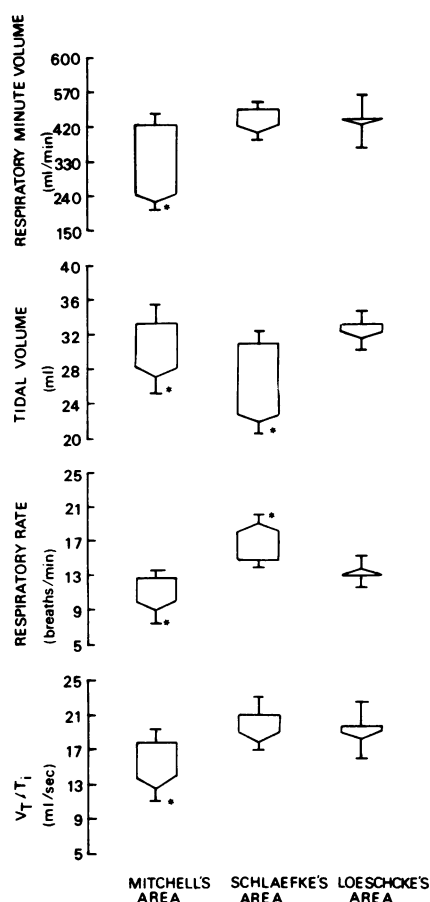 RESPIRATORY MINUTE VOLUME
(ml/min)
600
570
420
330
240
150
*
TIDAL VOLUME
(ml)
40
36
32
28
24
20
*
*
RESPIRATORY RATE
(breaths/min)
25
21
17
13
9
5
*
*
VT/Ti
(ml/sec)
25
21
17
13
9
5
*
MITCHELL'S AREA
SCHLAEFKE'S AREA
LOESCHCKE'S AREA